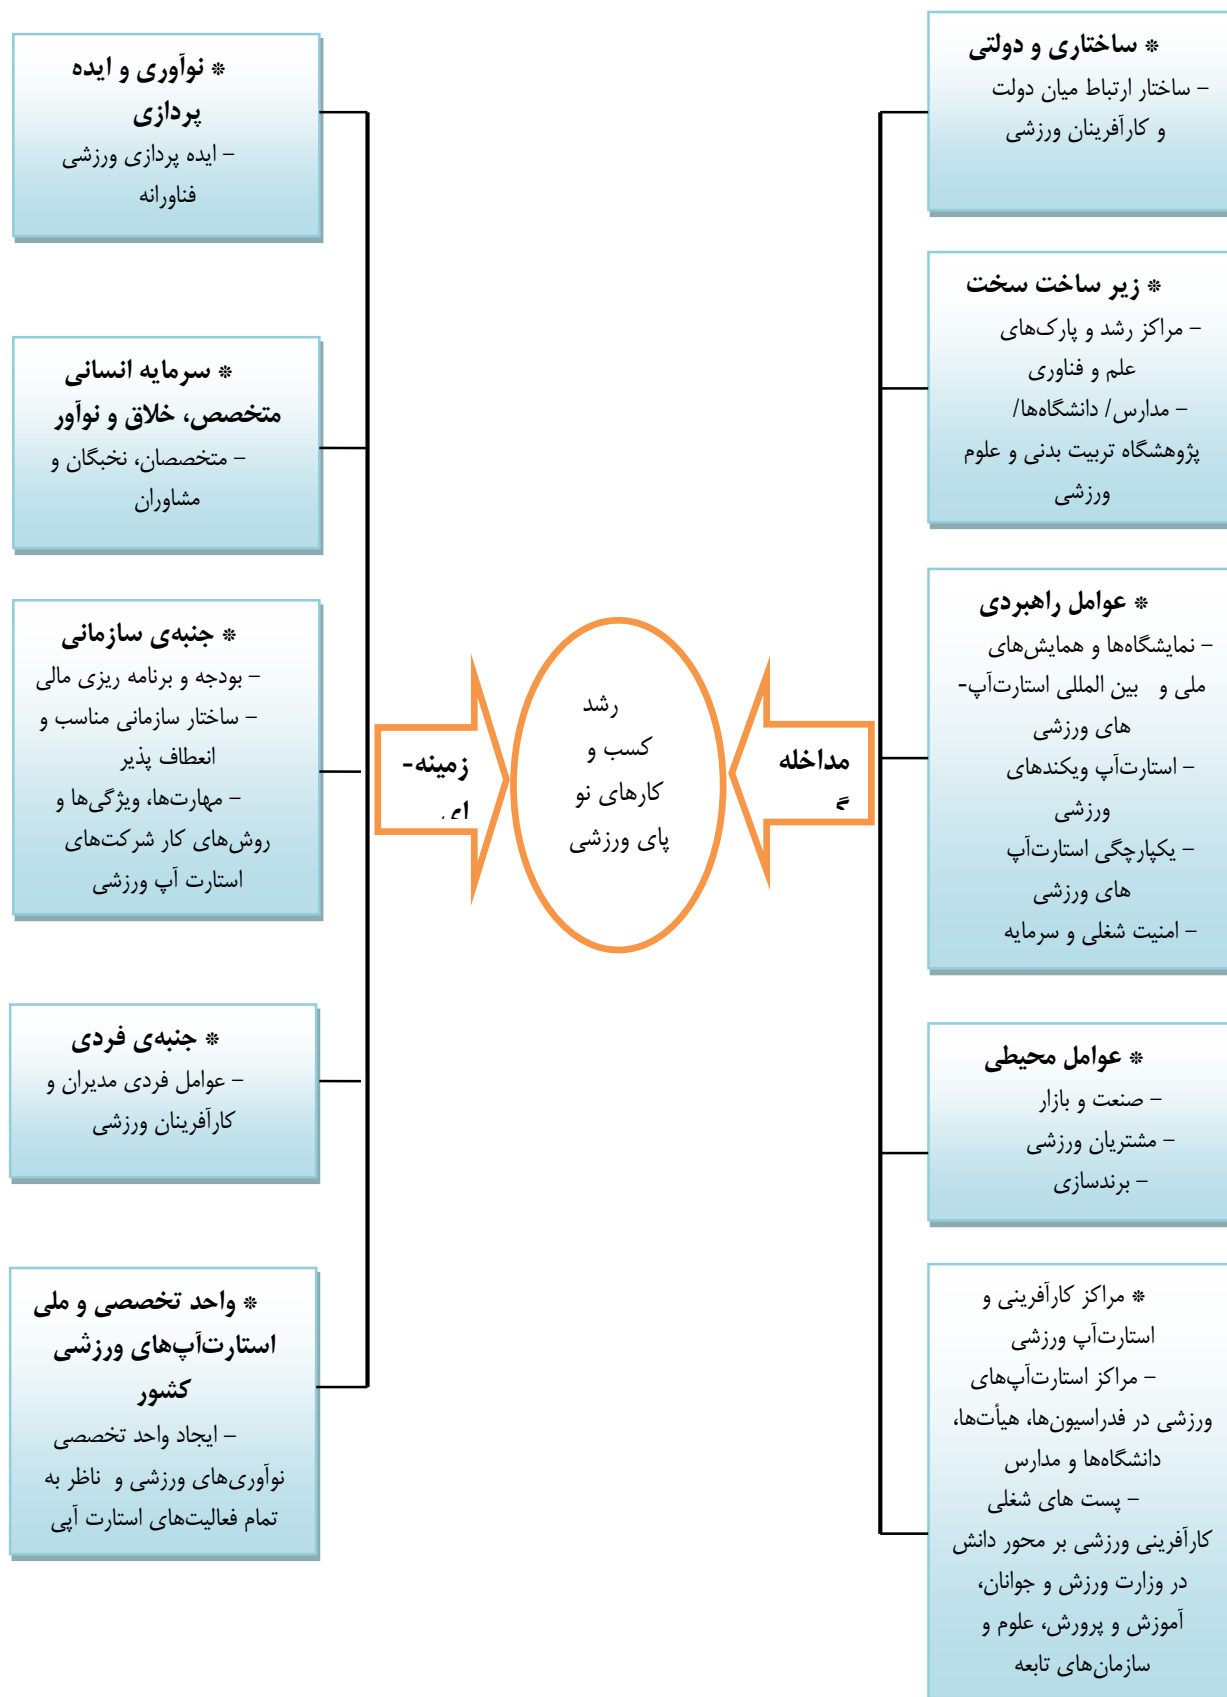 * ساختاری و دولتی
- ساختار ارتباط میان دولت
و کارآفرینان ورزشی
* زیر ساخت سخت
- مراکز رشد و پارک‌های
علم و فناوری
- مدارس/ دانشگاه‌ها/
پژوهشگاه تربیت بدنی و علوم
ورزشی
* عوامل راهبردی
- نمایشگاه‌ها و همایش‌های
ملی و بین المللی استارت‌آپ-
های ورزشی
- استارت‌آپ ویکندهای
ورزشی
- یکپارچگی استارت‌آپ
های ورزشی
- امنیت شغلی و سرمایه
* عوامل محیطی
- صنعت و بازار
- مشتریان ورزشی
- برندسازی
* مراکز کارآفرینی و
استارت‌آپ ورزشی
- مراکز استارت‌آپ‌های
ورزشی در فدراسیون‌ها، هیأت‌ها،
دانشگاه‌ها و مدارس
- پست های شغلی
کارآفرینی ورزشی بر محور دانش
در وزارت ورزش و جوانان،
آموزش و پرورش، علوم و
سازمان‌های تابعه
مداخله
گ
رشد
کسب و
کارهای نو
پای ورزشی
زمینه-
ای
* نوآوری و ایده
پردازی
- ایده پردازی ورزشی
فناورانه
* سرمایه انسانی
متخصص، خلاق و نوآور
- متخصصان، نخبگان و
مشاوران
* جنبه‌ی سازمانی
- بودجه و برنامه ریزی مالی
- ساختار سازمانی مناسب و
انعطاف پذیر
- مهارت‌ها، ویژگی‌ها و
روش‌های کار شرکت‌های
استارت آپ ورزشی
* جنبه‌ی فردی
- عوامل فردی مدیران و
کارآفرینان ورزشی
* واحد تخصصی و ملی
استارت‌آپ‌های ورزشی
کشور
- ایجاد واحد تخصصی
نوآوری‌های ورزشی و ناظر به
تمام فعالیت‌های استارت آپی